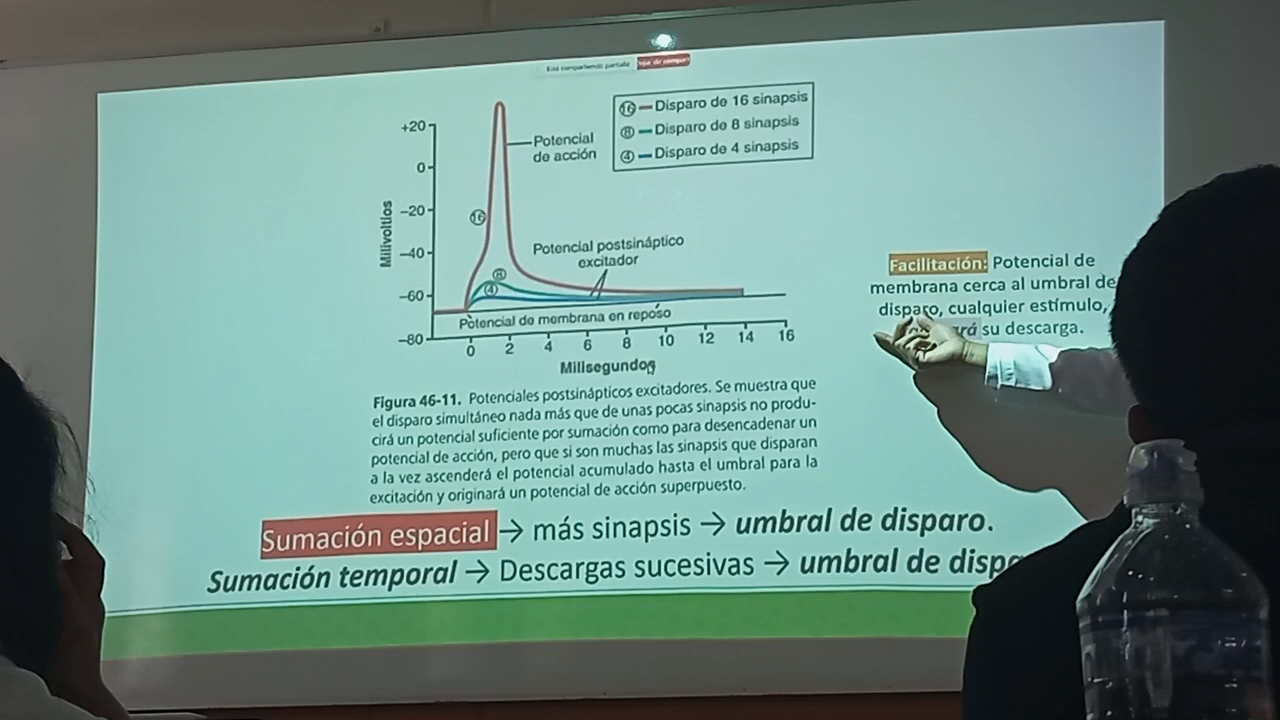 Está compartiendo pantalla
16 Disparo de 16 sinapsis
8 Disparo de 8 sinapsis
4 Disparo de 4 sinapsis
+20
0
−20
−40
−60
−80
Milivoltios
Potencial
de acción
16
8
4
Potencial postsináptico
excitador
Potencial de membrana en reposo
0 2 4 6 8 10 12 14 16
Milisegundos
Facilitación: Potencial de
membrana cerca al umbral de
disparo, cualquier estímulo,
su descarga.
Figura 46-11. Potenciales postsinápticos excitadores. Se muestra que
el disparo simultáneo nada más que de unas pocas sinapsis no produ-
cirá un potencial suficiente por sumación como para desencadenar un
potencial de acción, pero que si son muchas las sinapsis que disparan
a la vez ascenderá el potencial acumulado hasta el umbral para la
excitación y originará un potencial de acción superpuesto.
Sumación espacial → más sinapsis → umbral de disparo.
Sumación temporal → Descargas sucesivas → umbral de